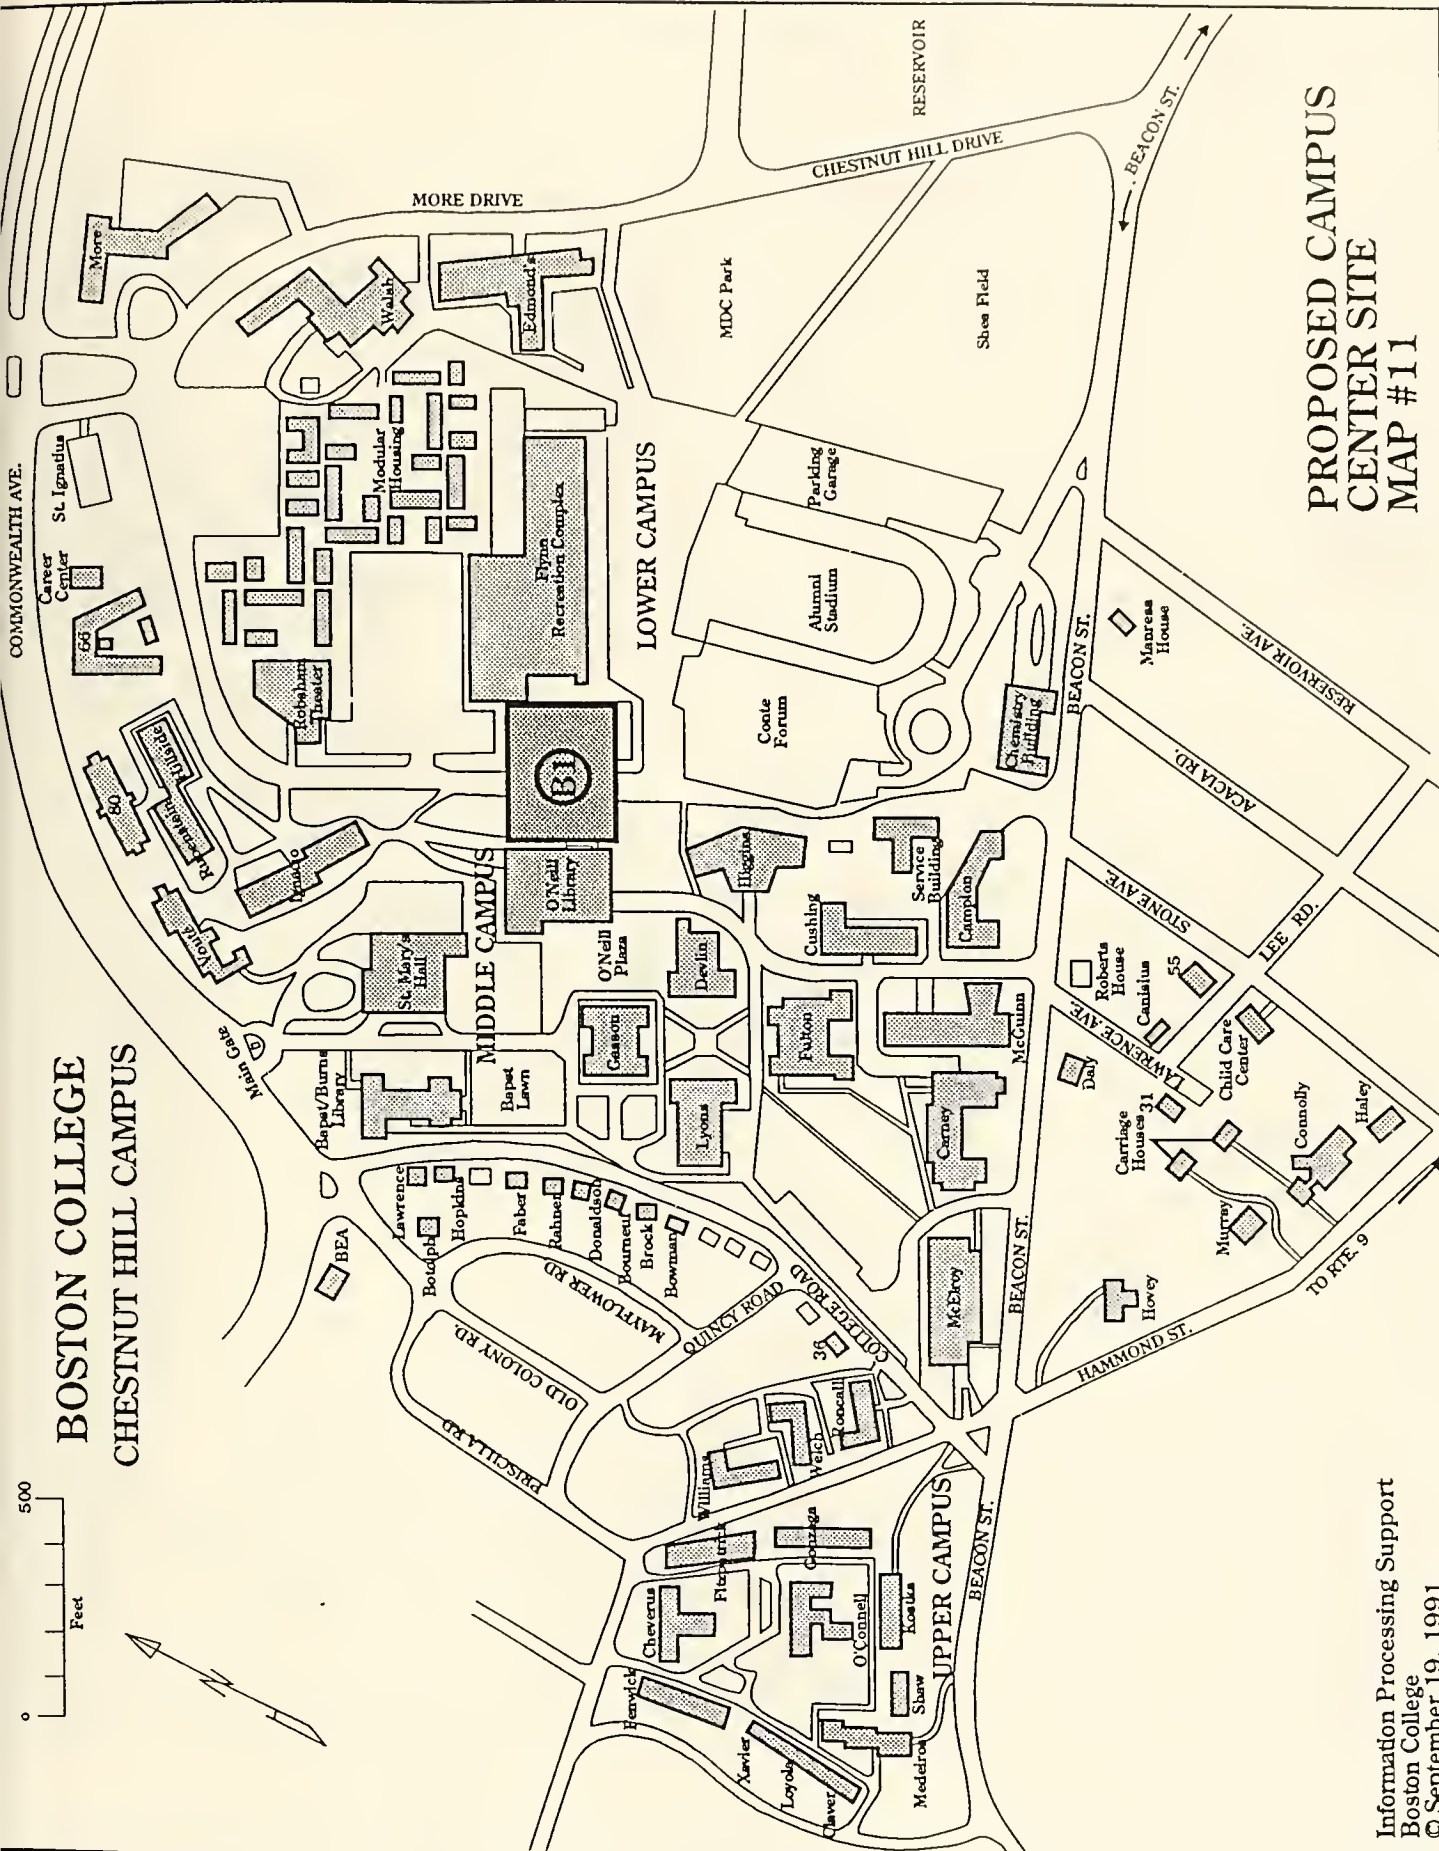 BOSTON COLLEGE
CHESTNUT HILL CAMPUS
0
500
Feet
N
COMMONWEALTH AVE.
St. Ignatius
Career
Center
66
More
MORE DRIVE
Walsh
Edmond's
Modular
Housing
Robsham
Theater
Flynn
Recreation Complex
80
Rubenstein
Hillside
Ignacio
Vouté
B1
O'Neill
Library
St. Mary's
Hall
MIDDLE CAMPUS
LOWER CAMPUS
O'Neill
Plaza
Devlin
Gasson
Main Gate
Bapst/Burns
Library
Bapst
Lawn
Lyons
Fulton
Higgins
Cushing
Service
Building
Campion
McGuinn
Carney
McElroy
Conte
Forum
Alumni
Stadium
Parking
Garage
MDC Park
Shea Field
RESERVOIR
CHESTNUT HILL DRIVE
BEACON ST.
Chemistry
Building
BEACON ST.
Manresa
House
RESERVOIR AVE.
ACACIA RD.
STONE AVE.
LEE RD.
Roberts
House
Canisius
55
LAWRENCE AVE.
Daly
Child Care
Center
31
Carriage
Houses
Connolly
Haley
Murray
Hovey
TO RTE. 9
HAMMOND ST.
BEACON ST.
BEA
Lawrence
Botolph
Hopkins
Faber
Rahner
Donaldson
Bourneuf
Brock
Bowman
MAYFLOWER RD
OLD COLONY RD.
PRISCILLA RD
QUINCY ROAD
COLLEGE ROAD
36
Roncalli
Welch
Williams
Fitzpatrick
Gonzaga
Cheverus
O'Connell
Kostka
Shaw
Medeiros
Fenwick
Xavier
Loyola
Claver
UPPER CAMPUS
BEACON ST.
PROPOSED CAMPUS
CENTER SITE
MAP #11
Information Processing Support
Boston College
© September 19, 1991